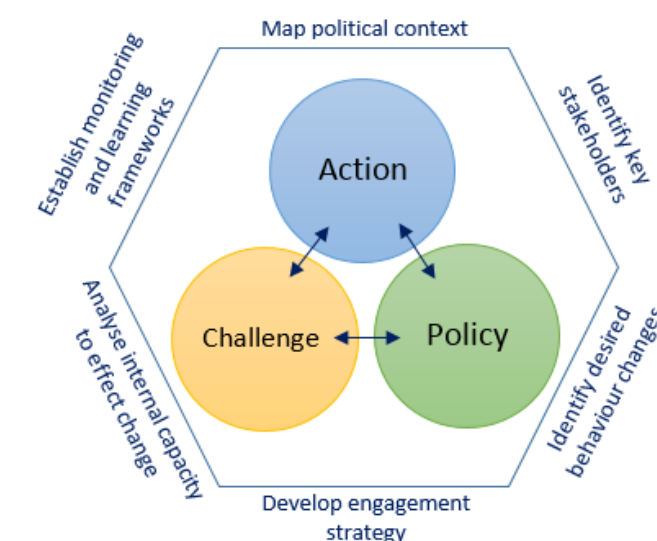 Map political context
Establish monitoring
and learning
frameworks
Identify key
stakeholders
Action
Challenge
Policy
Analyse internal capacity
to effect change
Identify desired
behaviour changes
Develop engagement
strategy